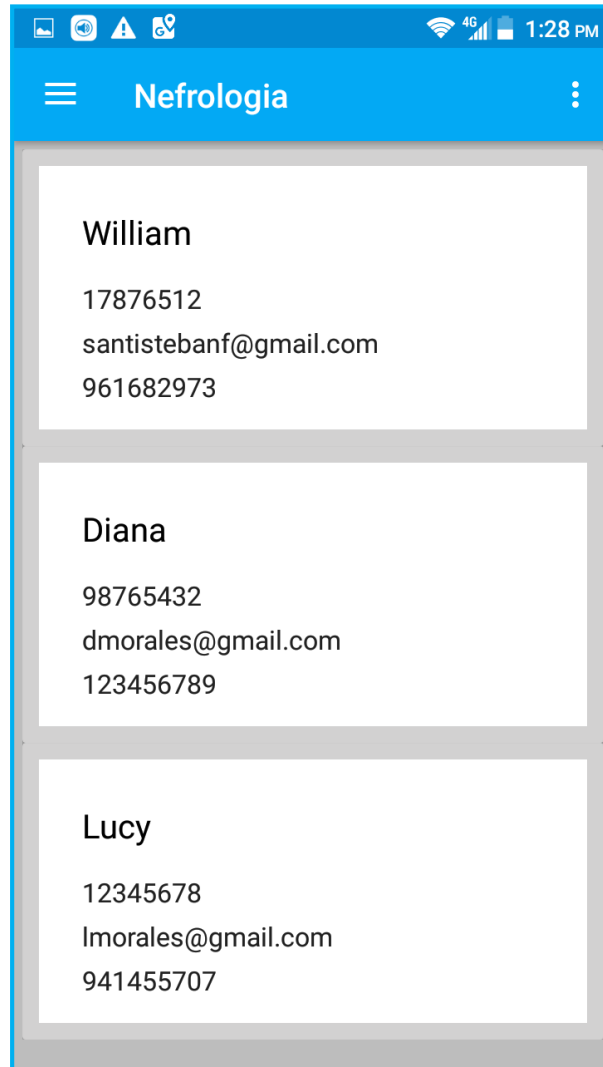 4G 1:28 PM
Nefrologia
William
17876512
santistebanf@gmail.com
961682973
Diana
98765432
dmorales@gmail.com
123456789
Lucy
12345678
lmorales@gmail.com
941455707